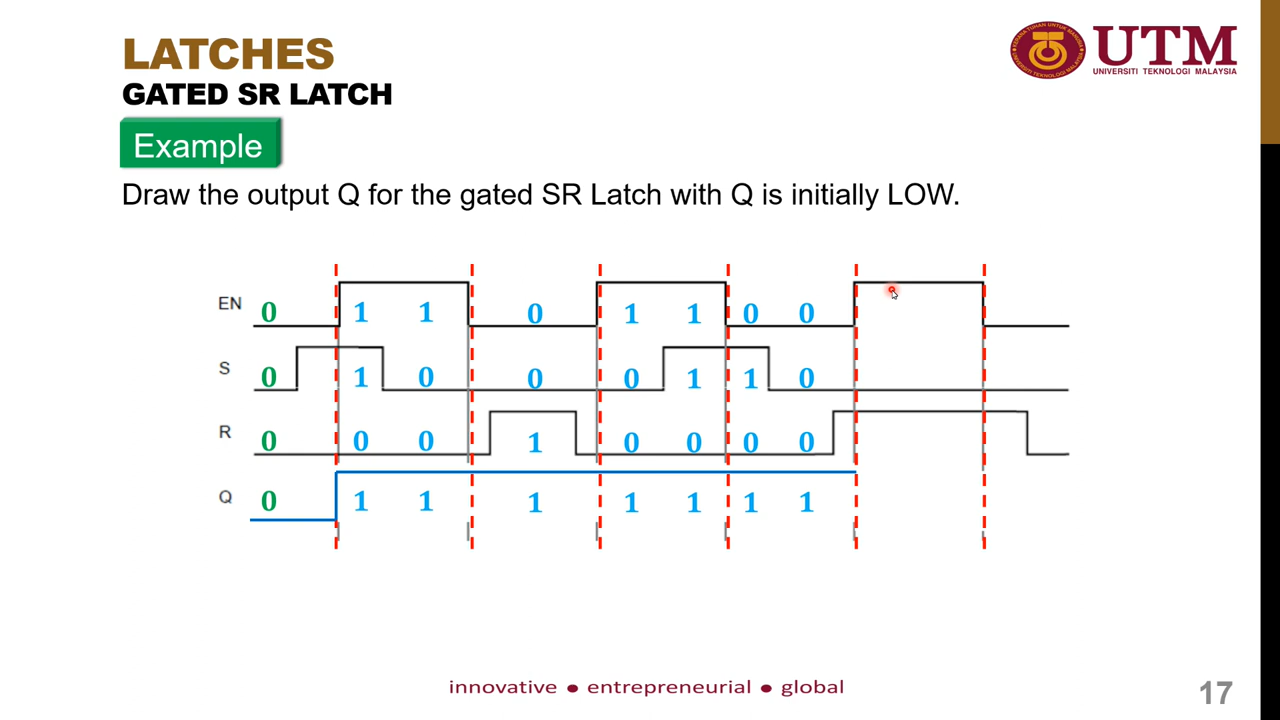 LATCHES
GATED SR LATCH
UTM
UNIVERSITI TEKNOLOGI MALAYSIA
Example
Draw the output Q for the gated SR Latch with Q is initially LOW.
EN 0 1 1 0 1 1 0 0
S 0 1 0 0 0 1 1 0
R 0 0 0 1 0 0 0 0
Q 0 1 1 1 1 1 1 1
innovative ● entrepreneurial ● global
17